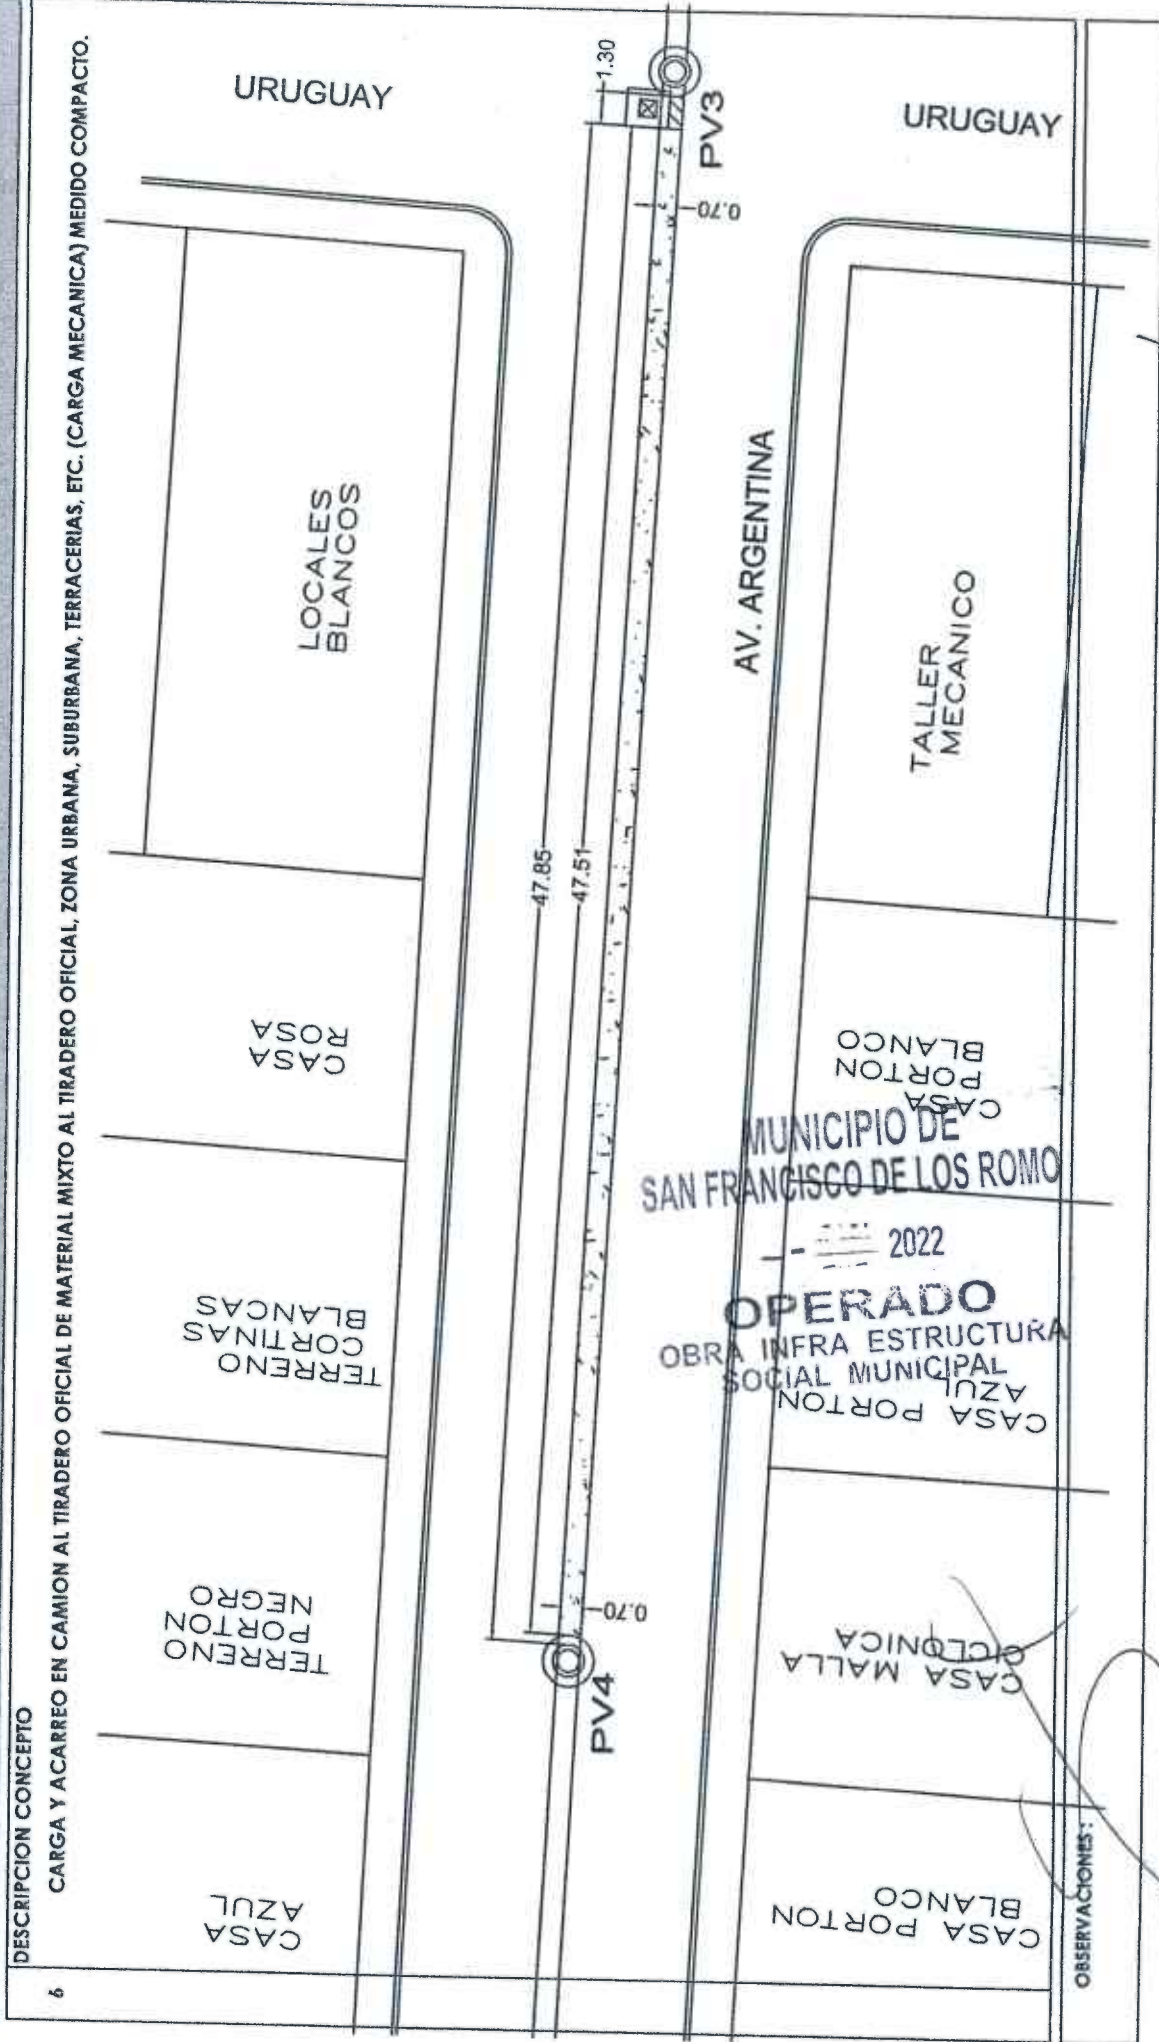 DESCRIPCION CONCEPTO
6
CARGA Y ACARREO EN CAMION AL TIRADERO OFICIAL DE MATERIAL MIXTO AL TIRADERO OFICIAL, ZONA URBANA, SUBURBANA, TERRACERIAS, ETC. (CARGA MECANICA) MEDIDO COMPACTO.
CASA
AZUL
TERRENO
PORTON
NEGRO
TERRENO
CORTINAS
BLANCAS
CASA
ROSA
LOCALES
BLANCOS
URUGUAY
47.85
47.51
1.30
PV4
0.70
0.70
PV3
AV. ARGENTINA
CASA PORTON
BLANCO
CASA MALLA
CICLONICA
CASA PORTON
AZUL
CASA
PORTON
BLANCO
TALLER
MECANICO
URUGUAY
MUNICIPIO DE
SAN FRANCISCO DE LOS ROMO
2022
OPERADO
OBRA INFRA ESTRUCTURA
SOCIAL MUNICIPAL
OBSERVACIONES: